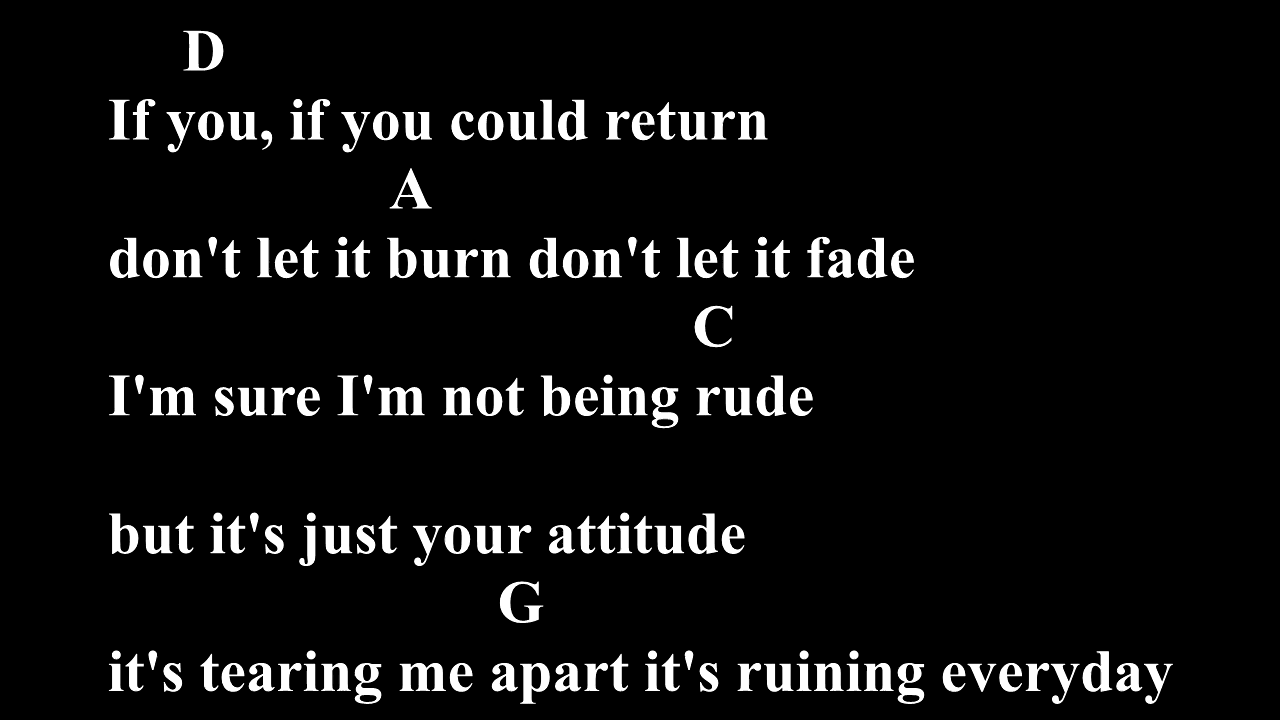 D
If you, if you could return
A
don't let it burn don't let it fade
C
I'm sure I'm not being rude
but it's just your attitude
G
it's tearing me apart it's ruining everyday